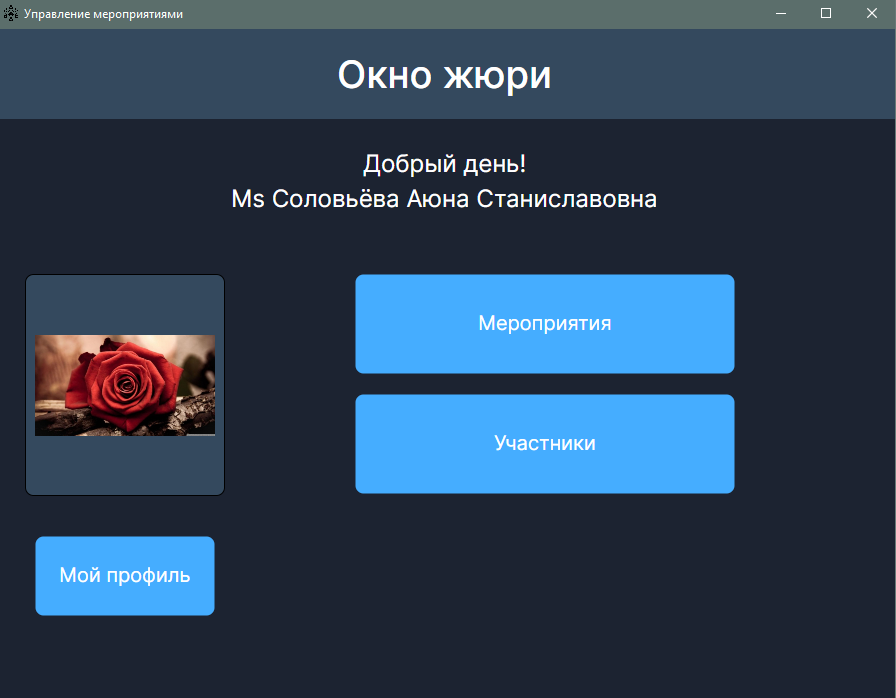 Управление мероприятиями
Окно жюри
Добрый день!
Ms Соловьёва Аюна Станиславовна
Мероприятия
Участники
Мой профиль